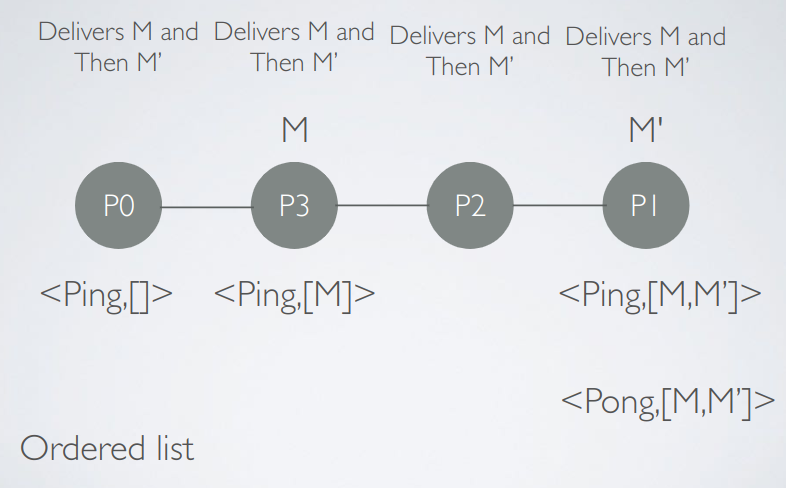 Delivers M and
Then M’
Delivers M and
Then M’
Delivers M and
Then M’
Delivers M and
Then M’
M
M'
P0
P3
P2
P1
<Ping,[]>
<Ping,[M]>
<Ping,[M,M’]>
<Pong,[M,M’]>
Ordered list